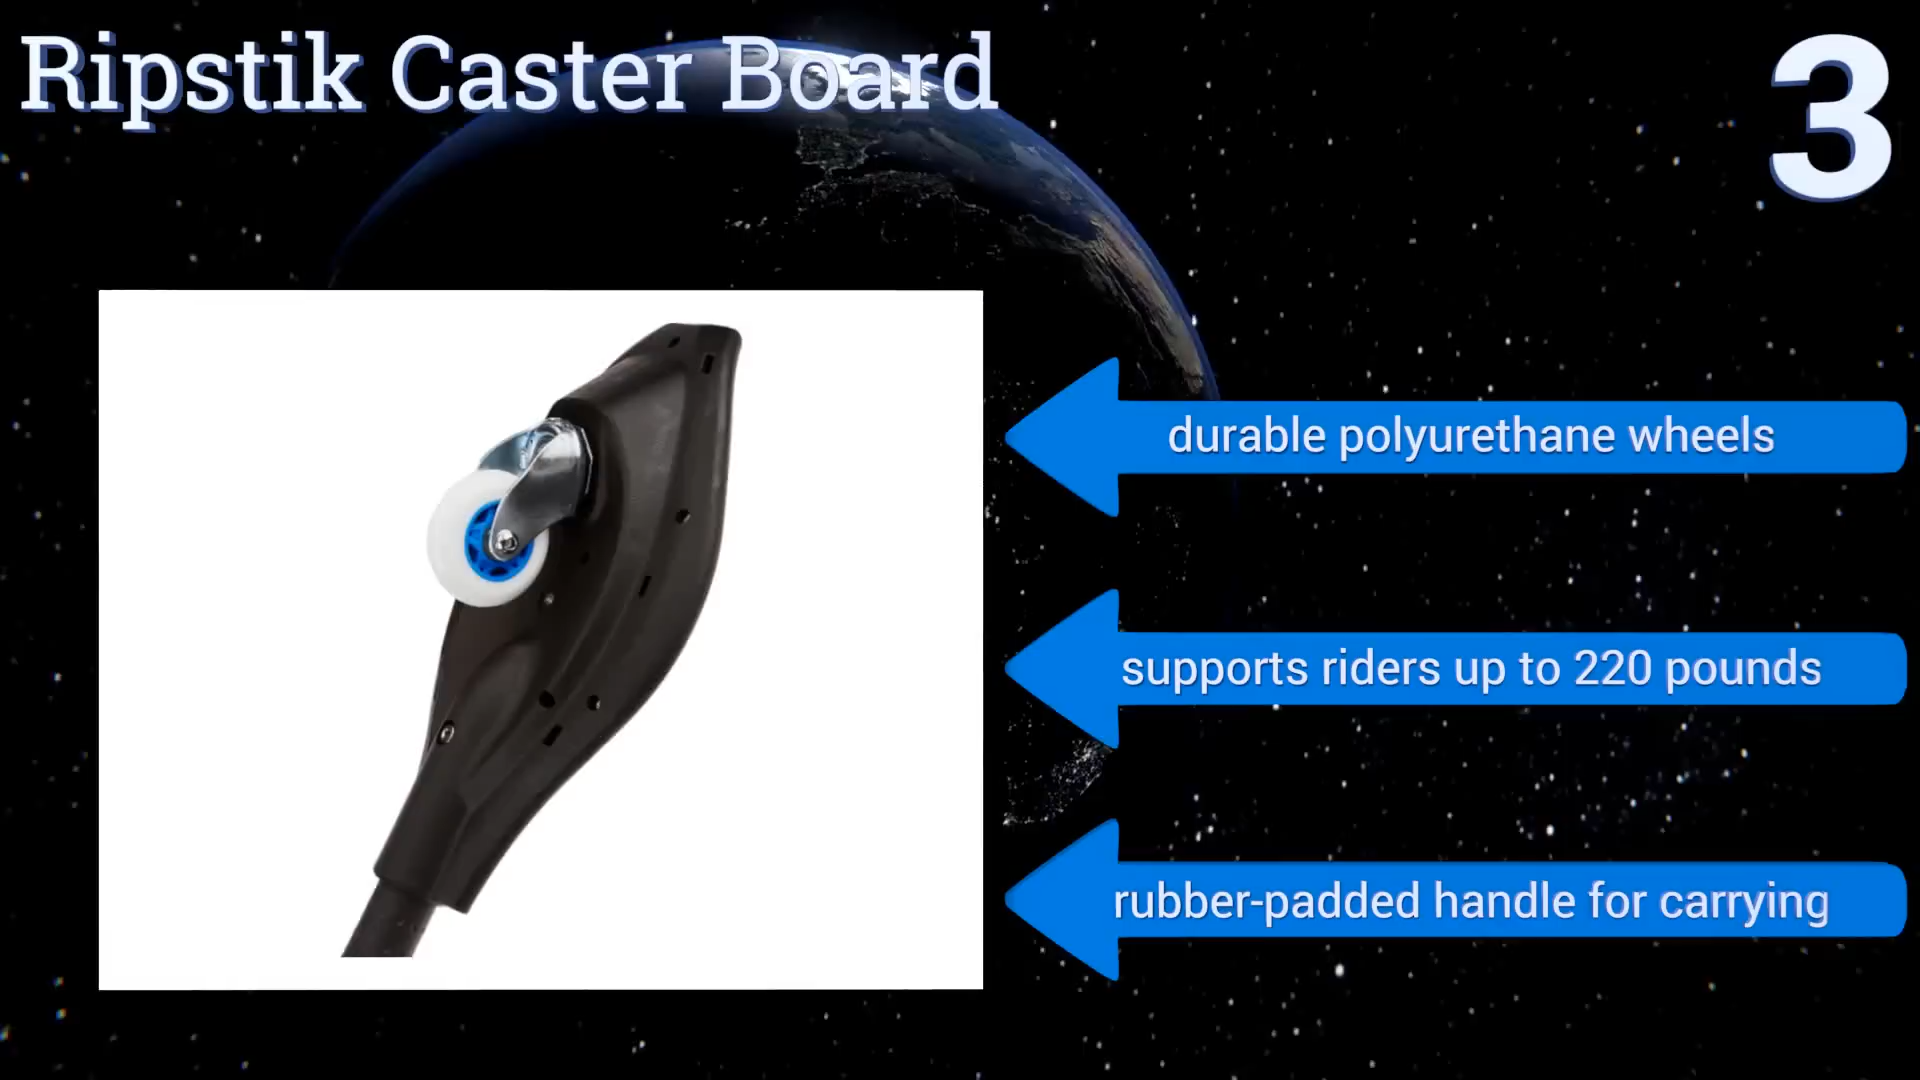 Ripstik Caster Board
3
durable polyurethane wheels
supports riders up to 220 pounds
rubber-padded handle for carrying